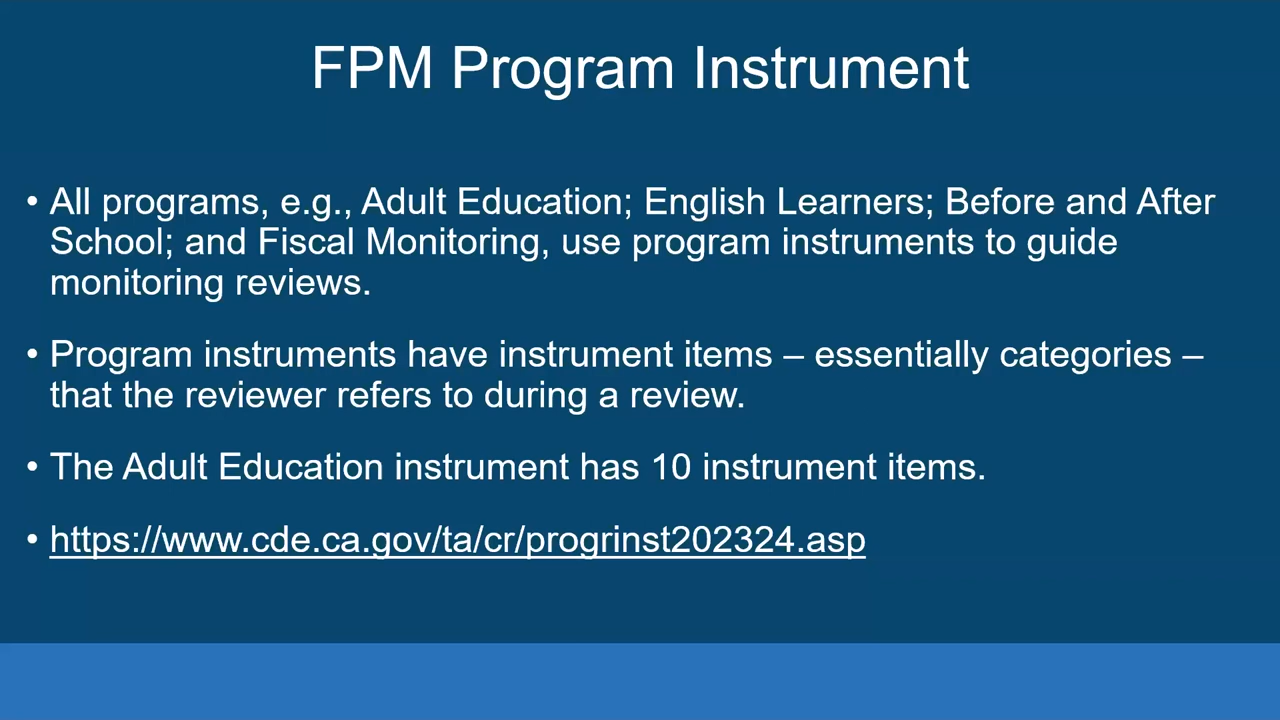 FPM Program Instrument
• All programs, e.g., Adult Education; English Learners; Before and After
School; and Fiscal Monitoring, use program instruments to guide
monitoring reviews.
• Program instruments have instrument items – essentially categories –
that the reviewer refers to during a review.
• The Adult Education instrument has 10 instrument items.
• https://www.cde.ca.gov/ta/cr/progrinst202324.asp